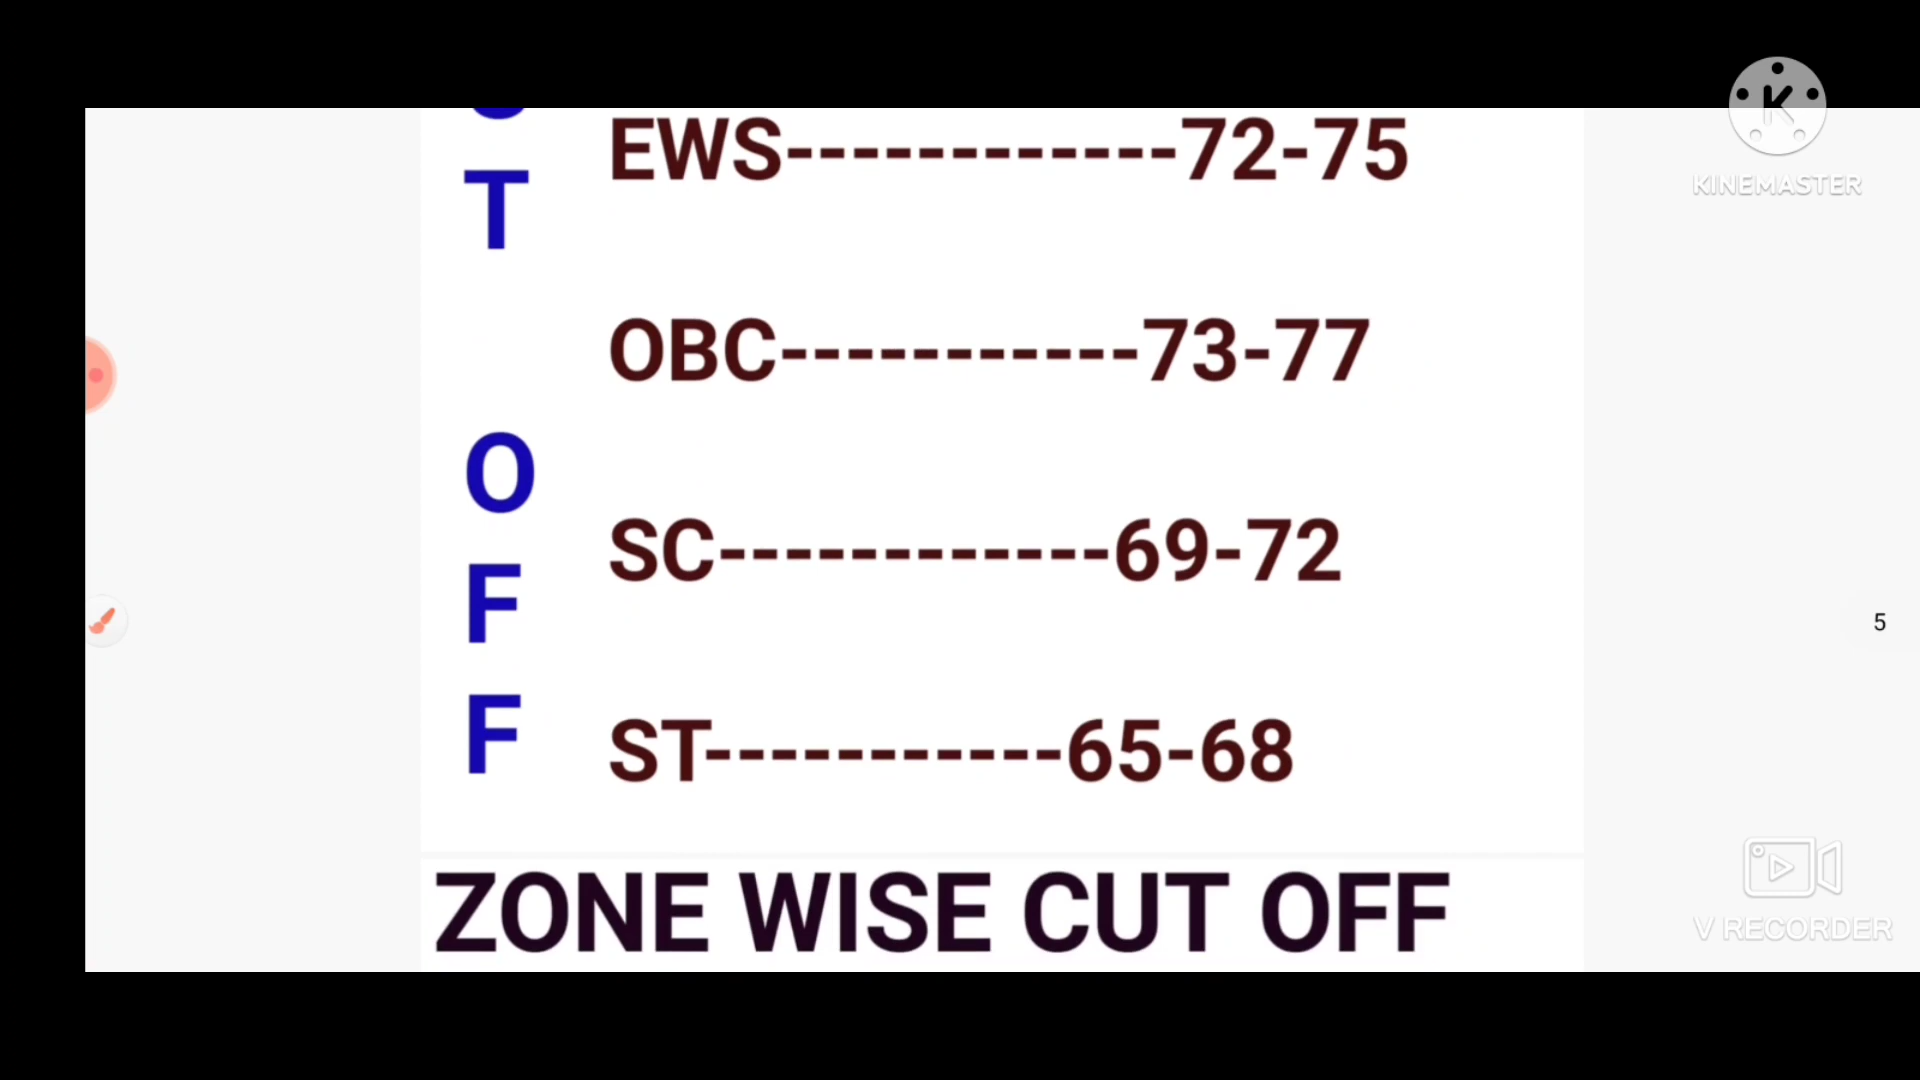 EWS------------72-75
T
OBC-----------73-77
O
SC------------69-72
F
F
ST-----------65-68
ZONE WISE CUT OFF
5
K
KINEMASTER
V RECORDER